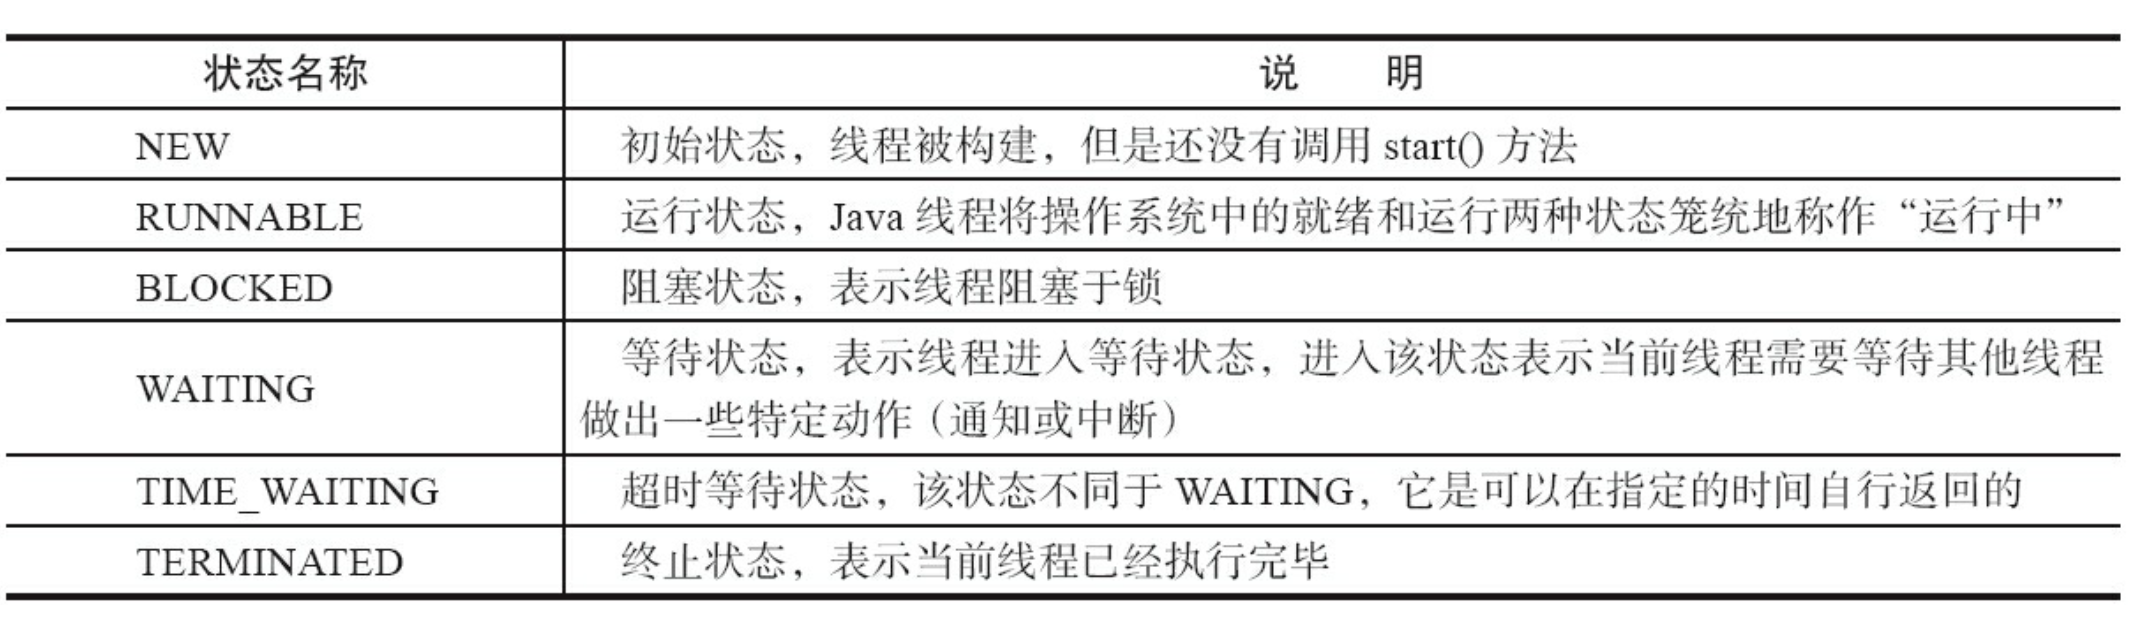 状态名称 说 明
NEW 初始状态，线程被构建，但是还没有调用 start() 方法
RUNNABLE 运行状态，Java 线程将操作系统中的就绪和运行两种状态笼统地称作“运行中”
BLOCKED 阻塞状态，表示线程阻塞于锁
WAITING 等待状态，表示线程进入等待状态，进入该状态表示当前线程需要等待其他线程
做出一些特定动作（通知或中断）
TIME_WAITING 超时等待状态，该状态不同于 WAITING，它是可以在指定的时间自行返回的
TERMINATED 终止状态，表示当前线程已经执行完毕